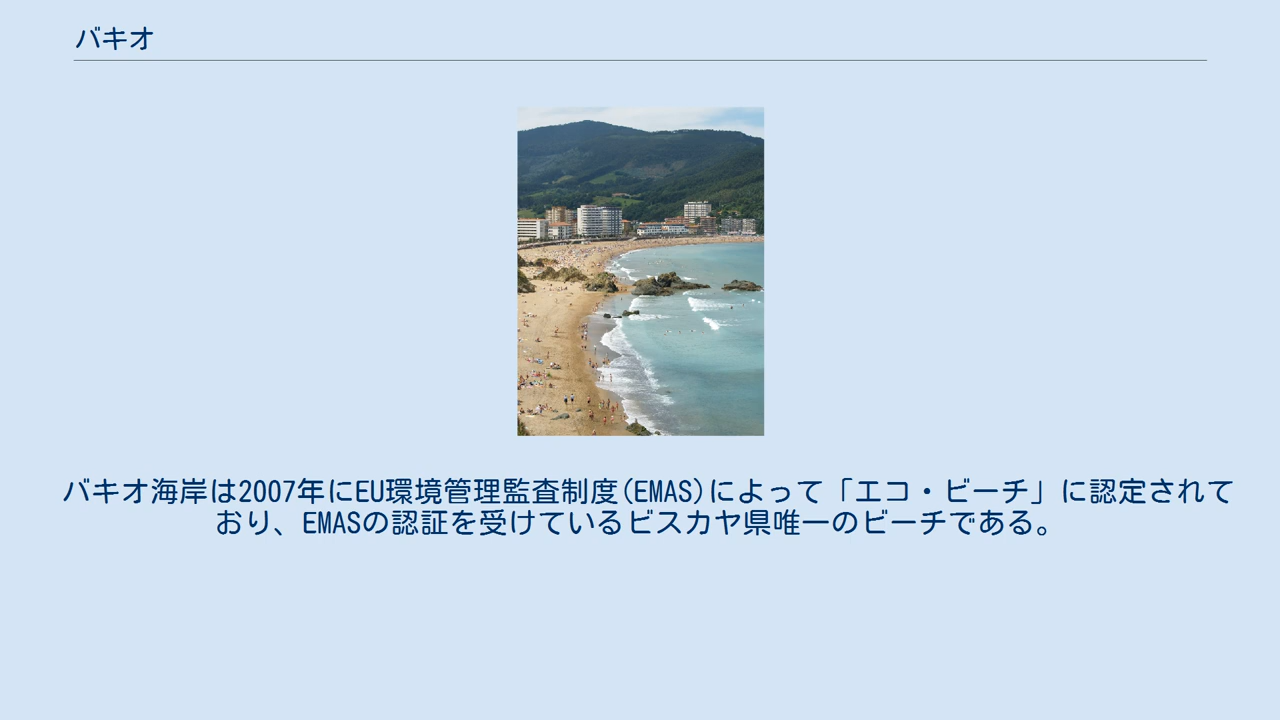 バキオ
バキオ海岸は2007年にEU環境管理監査制度(EMAS)によって「エコ・ビーチ」に認定されて
おり、EMASの認証を受けているビスカヤ県唯一のビーチである。